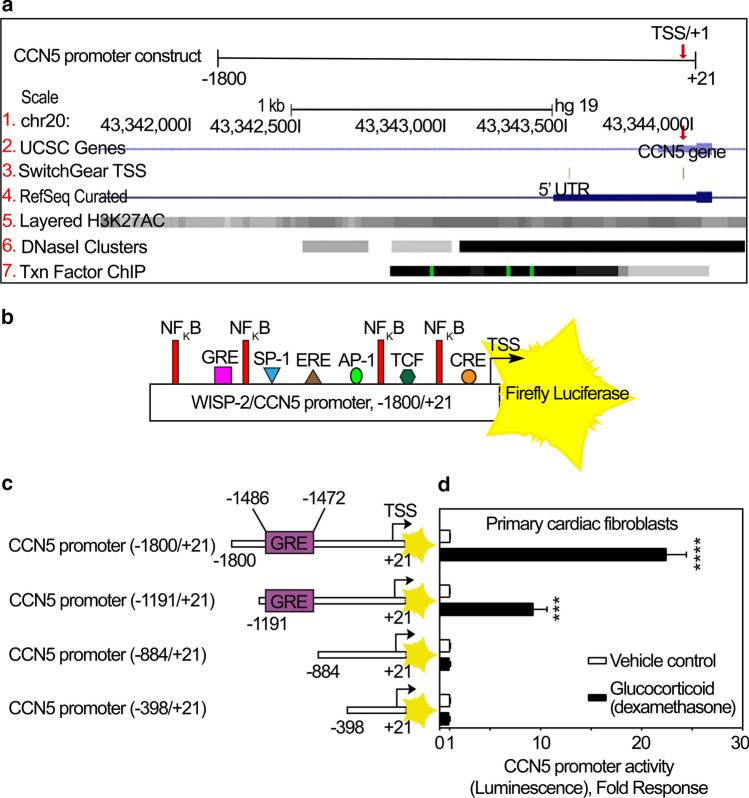 a
TSS/+1
CCN5 promoter construct
-1800
+21
Scale
1 kb
hg 19
1. chr20:
43,342,000I
43,342,500I
43,343,000I
43,343,500I
43,344,000I
2. UCSC Genes
CCN5 gene
3. SwitchGear TSS
4. RefSeq Curated
5' UTR
5. Layered H3K27AC
6. DNaseI Clusters
7. Txn Factor ChIP
b
NFκB
NFκB
NFκB
NFκB
GRE
SP-1
ERE
AP-1
TCF
CRE
TSS
WISP-2/CCN5 promoter, -1800/+21
Firefly Luciferase
c
-1486
-1472
TSS
CCN5 promoter (-1800/+21)
GRE
-1800
+21
CCN5 promoter (-1191/+21)
GRE
-1191
+21
CCN5 promoter (-884/+21)
-884
+21
CCN5 promoter (-398/+21)
-398
+21
d
Primary cardiac fibroblasts
****
***
Vehicle control
Glucocorticoid
(dexamethasone)
0 1 10 20 30
CCN5 promoter activity
(Luminescence), Fold Response